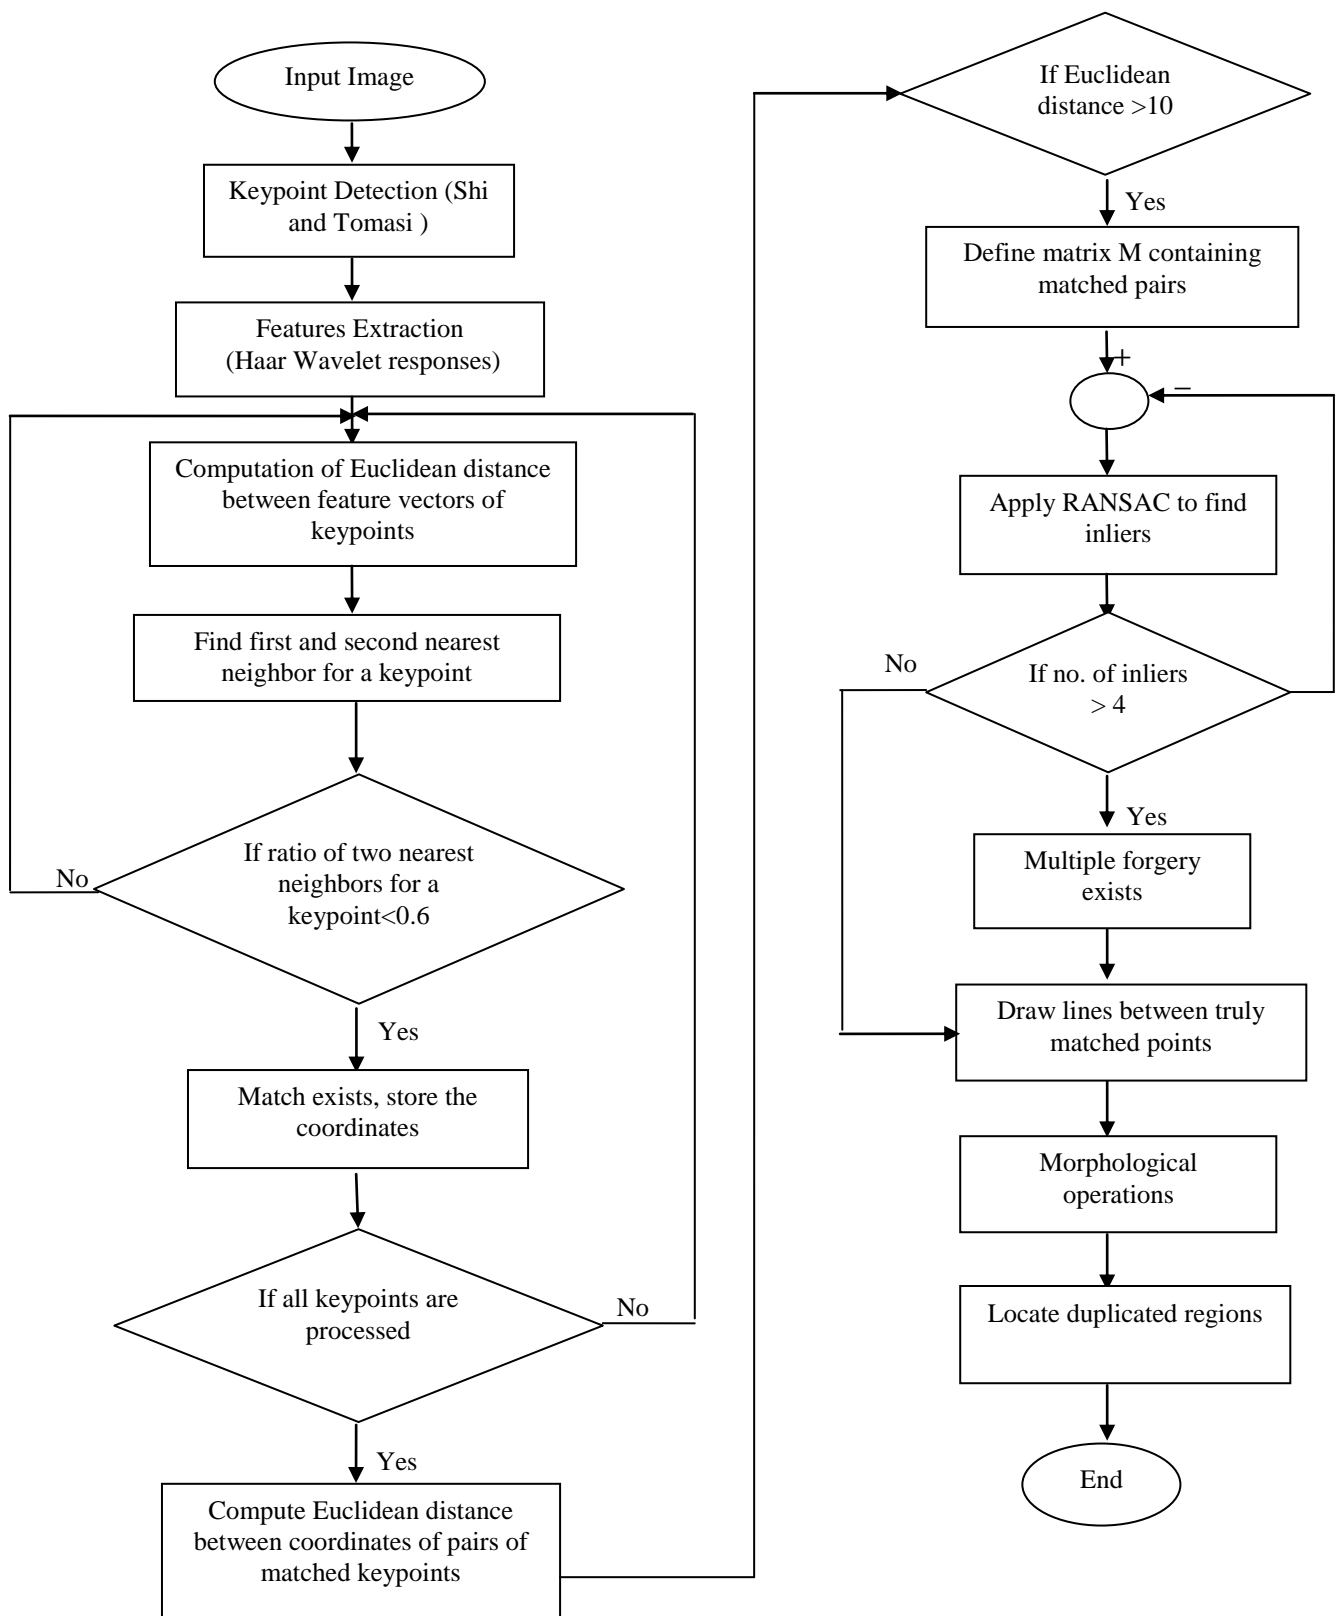 Input Image
Keypoint Detection (Shi
and Tomasi )
Features Extraction
(Haar Wavelet responses)
Computation of Euclidean distance
between feature vectors of
keypoints
Find first and second nearest
neighbor for a keypoint
If ratio of two nearest
neighbors for a
keypoint<0.6
No
Yes
Match exists, store the
coordinates
If all keypoints are
processed
No
Yes
Compute Euclidean distance
between coordinates of pairs of
matched keypoints
If Euclidean
distance >10
Yes
Define matrix M containing
matched pairs
+
−
Apply RANSAC to find
inliers
If no. of inliers
> 4
No
Yes
Multiple forgery
exists
Draw lines between truly
matched points
Morphological
operations
Locate duplicated regions
End